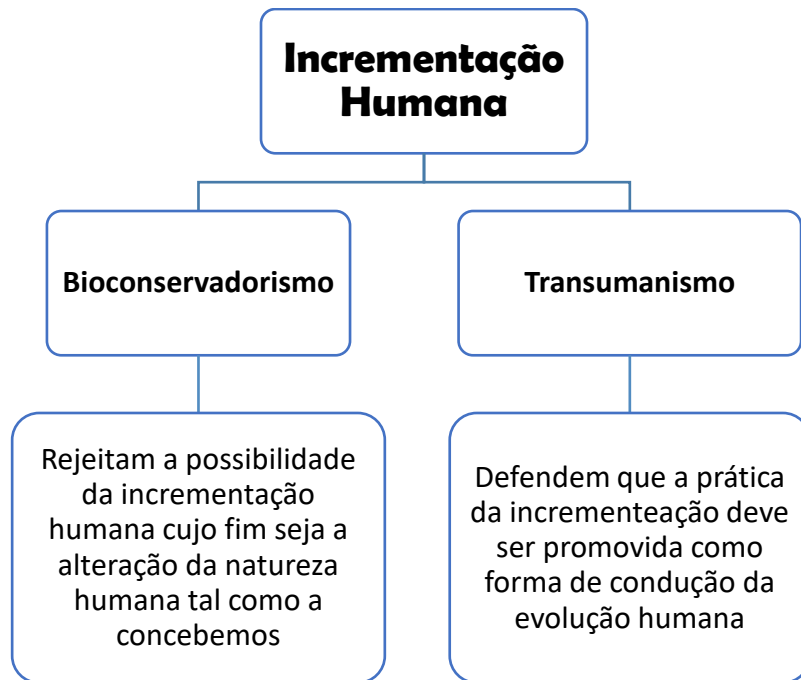 Incrementação
Humana
Bioconservadorismo
Transumanismo
Rejeitam a possibilidade
da incrementação
humana cujo fim seja a
alteração da natureza
humana tal como a
concebemos
Defendem que a prática
da incrementeação deve
ser promovida como
forma de condução da
evolução humana